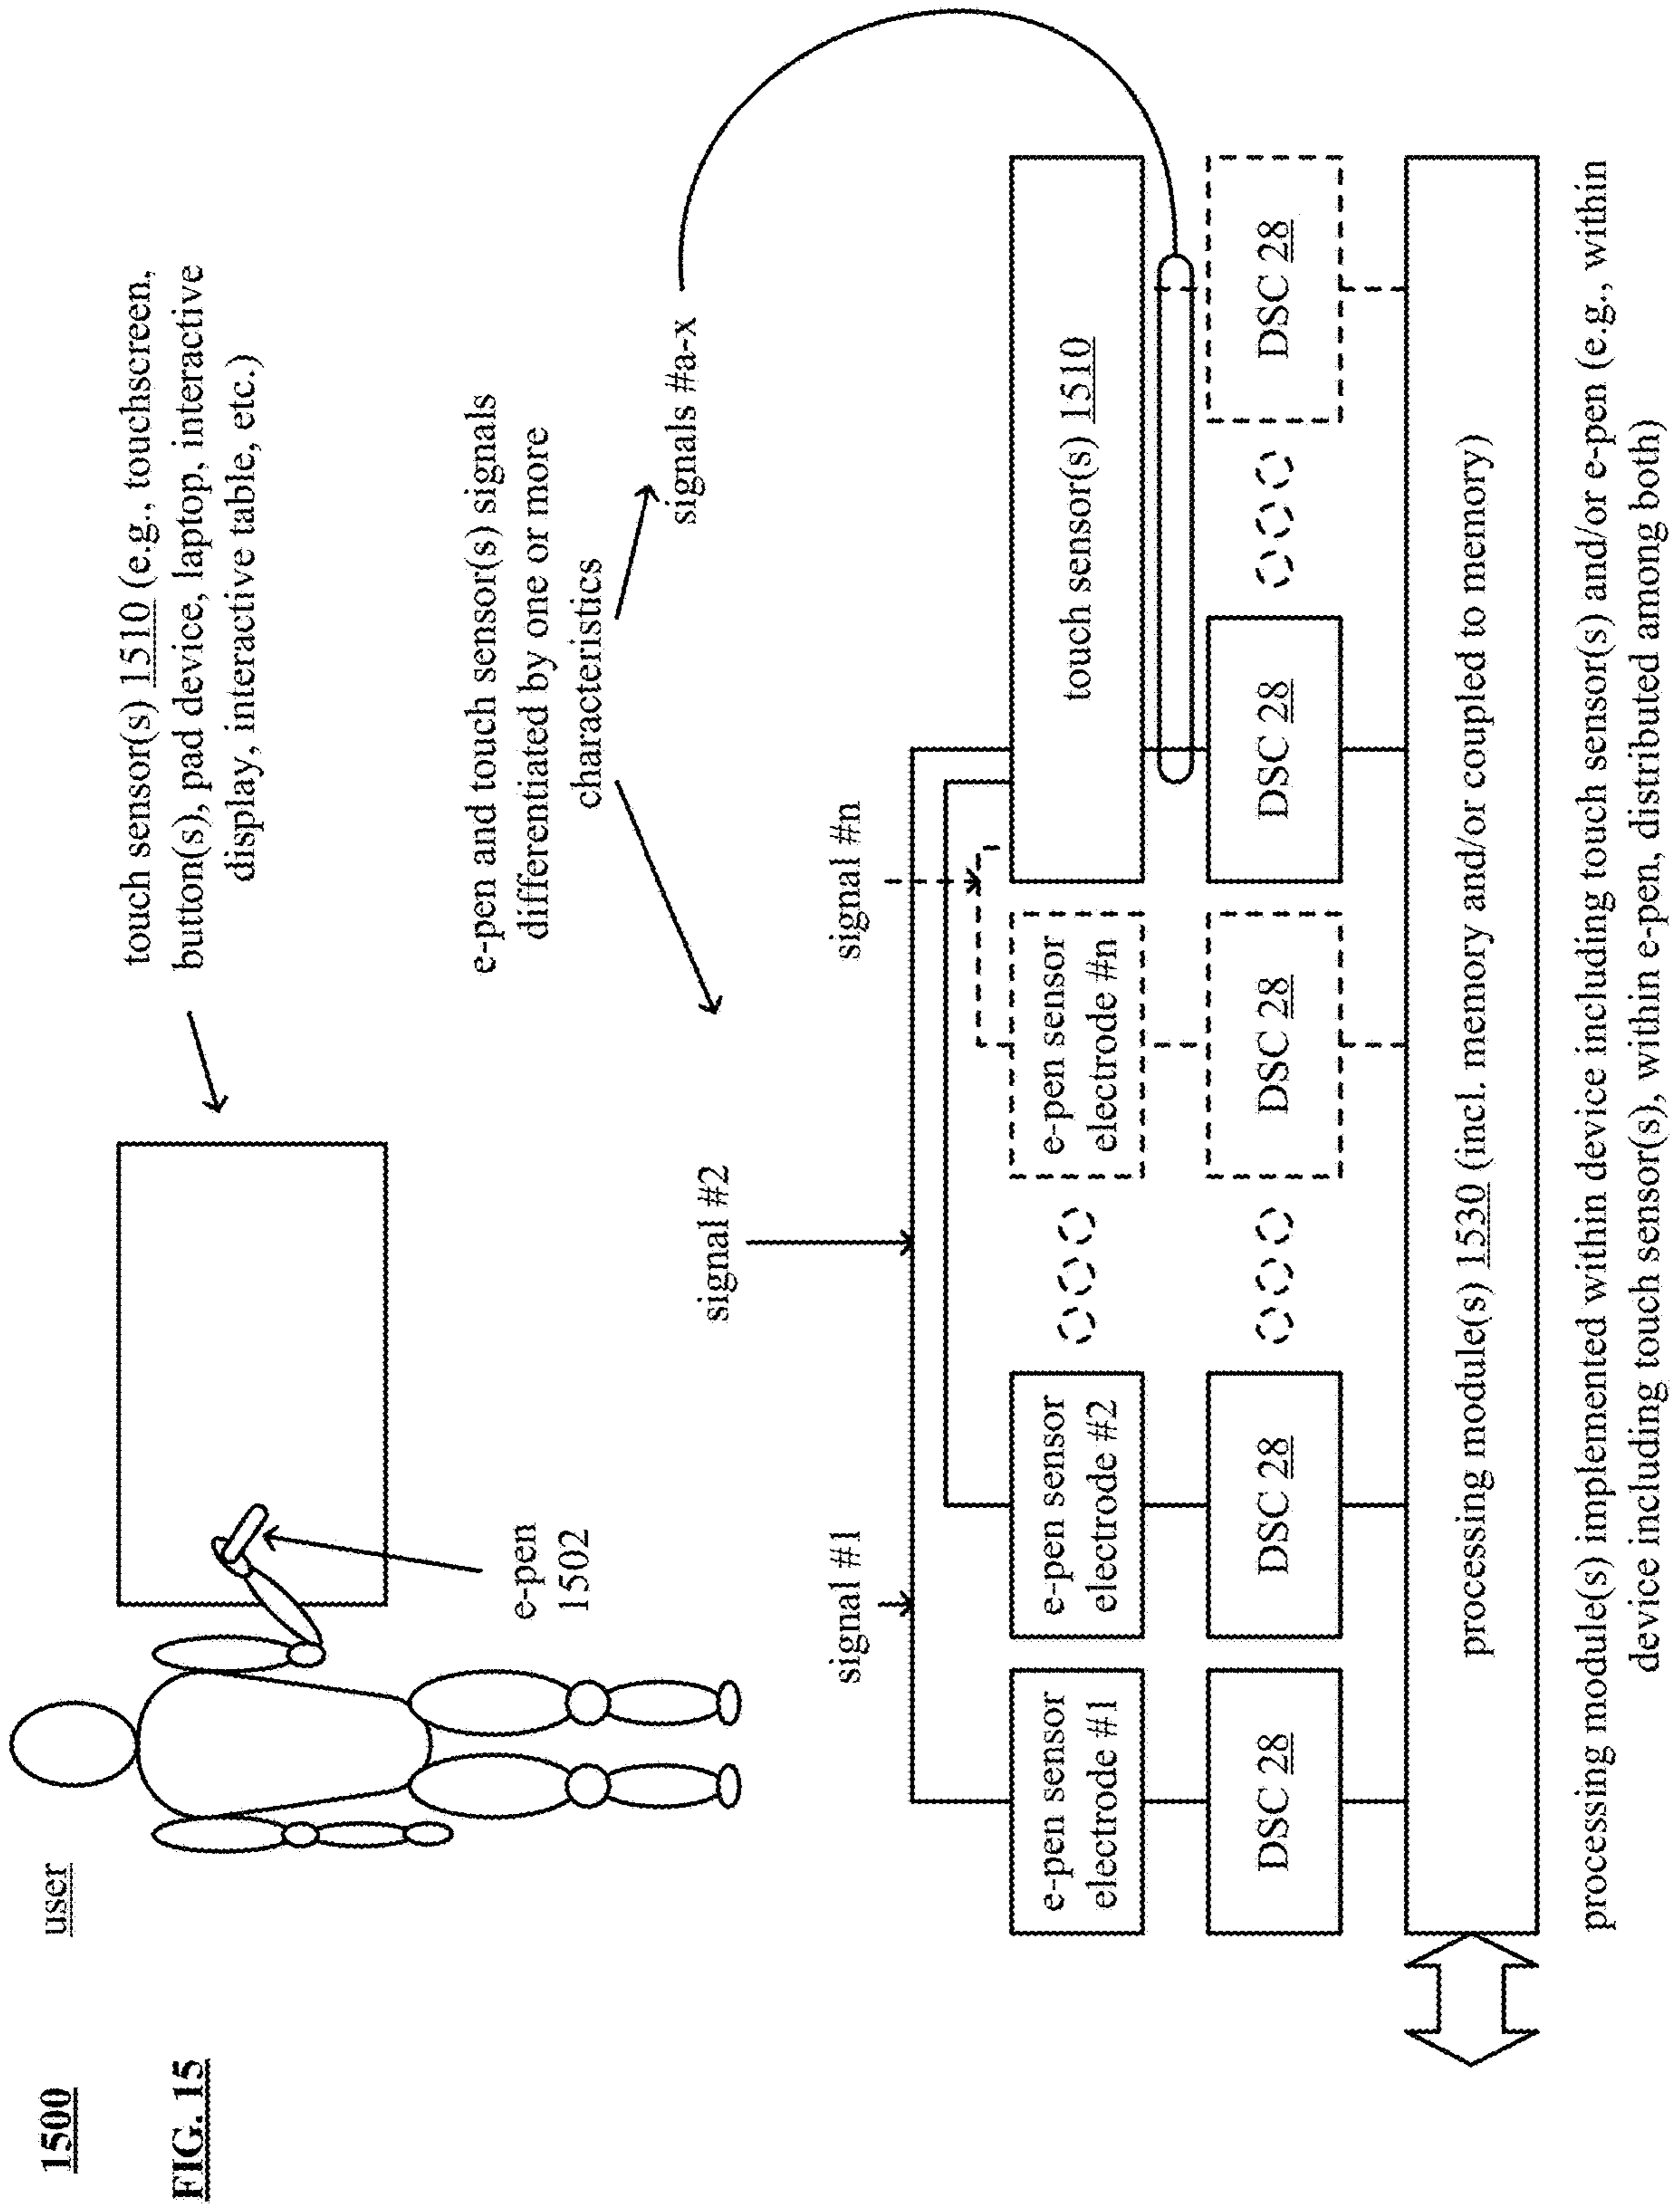 1500
user
touch sensor(s) 1510 (e.g., touchscreen,
button(s), pad device, laptop, interactive
display, interactive table, etc.)
FIG. 15
e-pen
1502
e-pen and touch sensor(s) signals
differentiated by one or more
characteristics
signals #a-x
signal #2
signal #1
signal #n
e-pen sensor
electrode #1
e-pen sensor
electrode #2
e-pen sensor
electrode #n
touch sensor(s) 1510
DSC 28
DSC 28
DSC 28
DSC 28
DSC 28
processing module(s) 1530 (incl. memory and/or coupled to memory)
processing module(s) implemented within device including touch sensor(s) and/or e-pen (e.g., within
device including touch sensor(s), within e-pen, distributed among both)